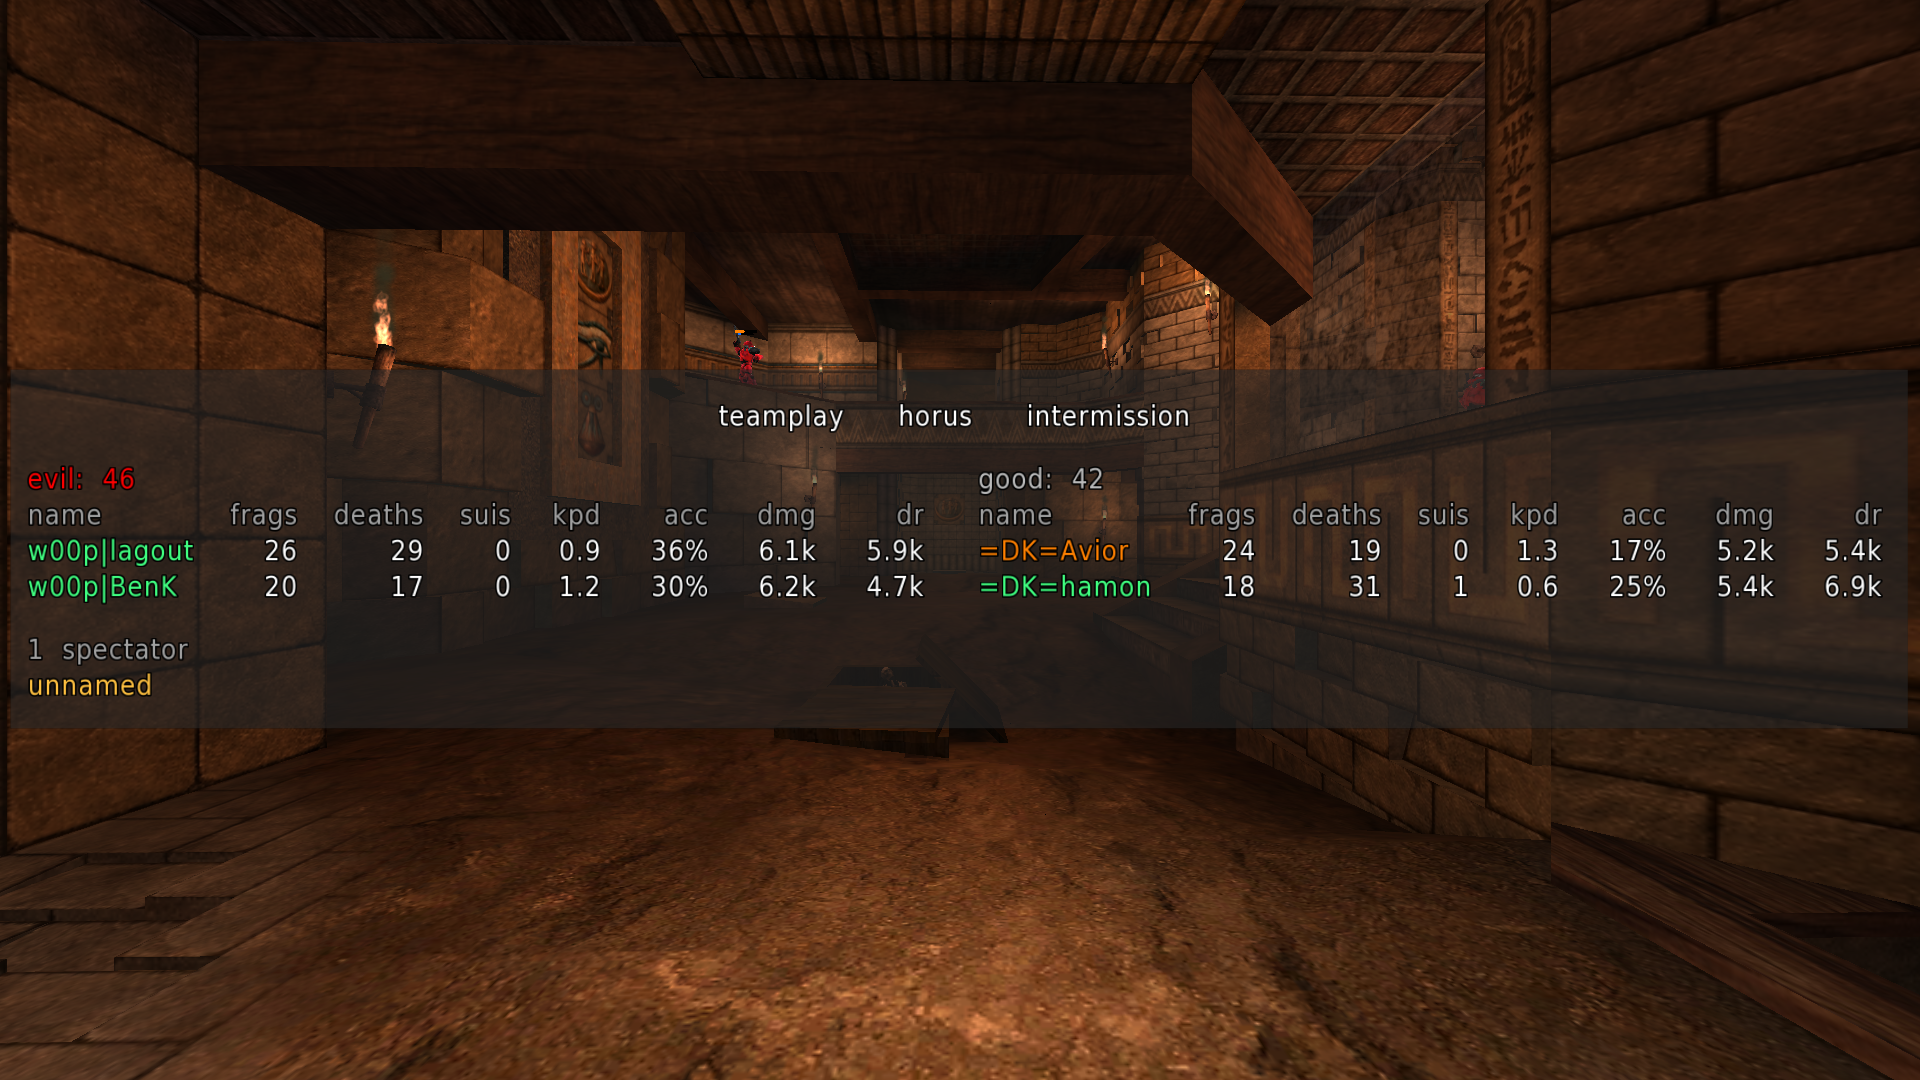 teamplay horus intermission
evil: 46
name frags deaths suis kpd acc dmg dr
w00p|lagout 26 29 0 0.9 36% 6.1k 5.9k
w00p|BenK 20 17 0 1.2 30% 6.2k 4.7k
good: 42
name frags deaths suis kpd acc dmg dr
=DK=Avior 24 19 0 1.3 17% 5.2k 5.4k
=DK=hamon 18 31 1 0.6 25% 5.4k 6.9k
1 spectator
unnamed